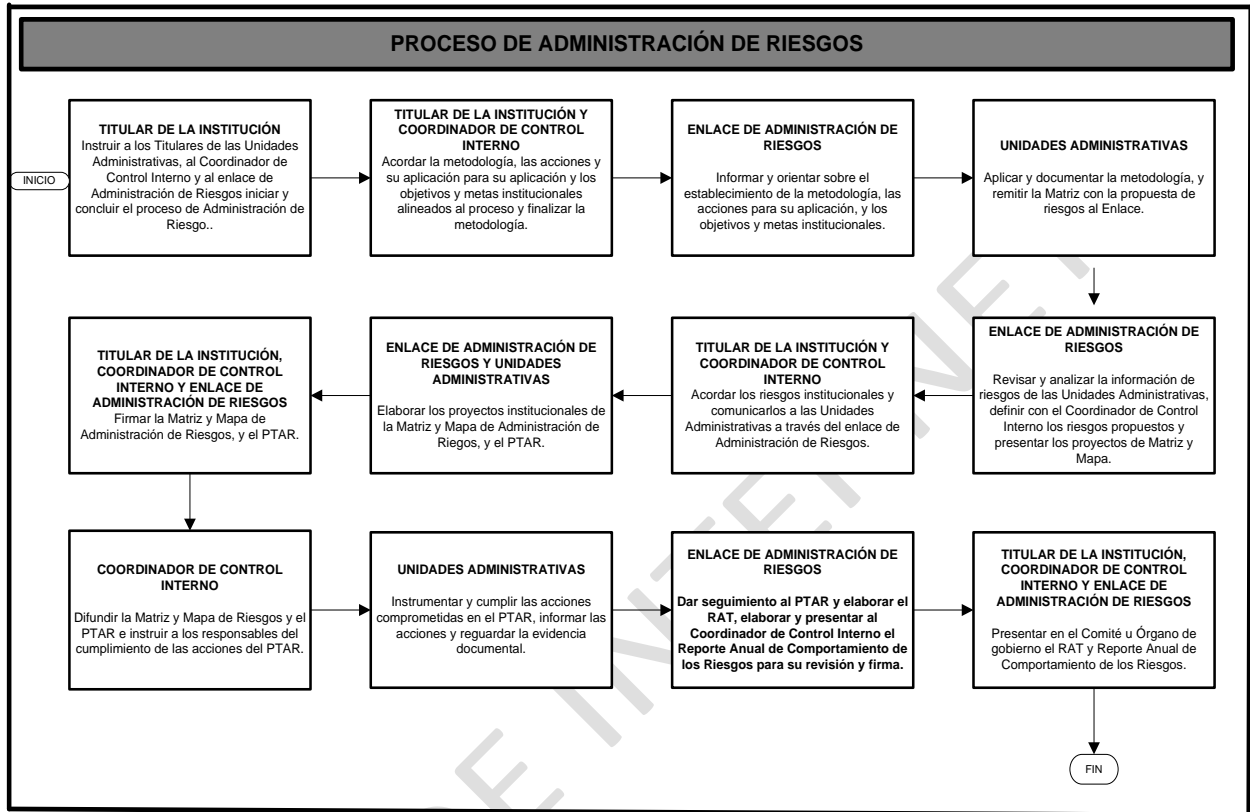 PROCESO DE ADMINISTRACIÓN DE RIESGOS
INICIO
TITULAR DE LA INSTITUCIÓN
Instruir a los Titulares de las Unidades
Administrativas, al Coordinador de
Control Interno y al enlace de
Administración de Riesgos iniciar y
concluir el proceso de Administración de
Riesgo..
TITULAR DE LA INSTITUCIÓN Y
COORDINADOR DE CONTROL
INTERNO
Acordar la metodología, las acciones y
su aplicación para su aplicación y los
objetivos y metas institucionales
alineados al proceso y finalizar la
metodología.
ENLACE DE ADMINISTRACIÓN DE
RIESGOS
Informar y orientar sobre el
establecimiento de la metodología, las
acciones para su aplicación, y los
objetivos y metas institucionales.
UNIDADES ADMINISTRATIVAS
Aplicar y documentar la metodología, y
remitir la Matriz con la propuesta de
riesgos al Enlace.
ENLACE DE ADMINISTRACIÓN DE
RIESGOS
Revisar y analizar la información de
riesgos de las Unidades Administrativas,
definir con el Coordinador de Control
Interno los riesgos propuestos y
presentar los proyectos de Matriz y
Mapa.
TITULAR DE LA INSTITUCIÓN Y
COORDINADOR DE CONTROL
INTERNO
Acordar los riesgos institucionales y
comunicarlos a las Unidades
Administrativas a través del enlace de
Administración de Riesgos.
ENLACE DE ADMINISTRACIÓN DE
RIESGOS Y UNIDADES
ADMINISTRATIVAS
Elaborar los proyectos institucionales de
la Matriz y Mapa de Administración de
Riegos, y el PTAR.
TITULAR DE LA INSTITUCIÓN,
COORDINADOR DE CONTROL
INTERNO Y ENLACE DE
ADMINISTRACIÓN DE RIESGOS
Firmar la Matriz y Mapa de
Administración de Riesgos, y el PTAR.
COORDINADOR DE CONTROL
INTERNO
Difundir la Matriz y Mapa de Riesgos y el
PTAR e instruir a los responsables del
cumplimiento de las acciones del PTAR.
UNIDADES ADMINISTRATIVAS
Instrumentar y cumplir las acciones
comprometidas en el PTAR, informar las
acciones y reguardar la evidencia
documental.
ENLACE DE ADMINISTRACIÓN DE
RIESGOS
Dar seguimiento al PTAR y elaborar el
RAT, elaborar y presentar al
Coordinador de Control Interno el
Reporte Anual de Comportamiento de
los Riesgos para su revisión y firma.
TITULAR DE LA INSTITUCIÓN,
COORDINADOR DE CONTROL
INTERNO Y ENLACE DE
ADMINISTRACIÓN DE RIESGOS
Presentar en el Comité u Órgano de
gobierno el RAT y Reporte Anual de
Comportamiento de los Riesgos.
FIN